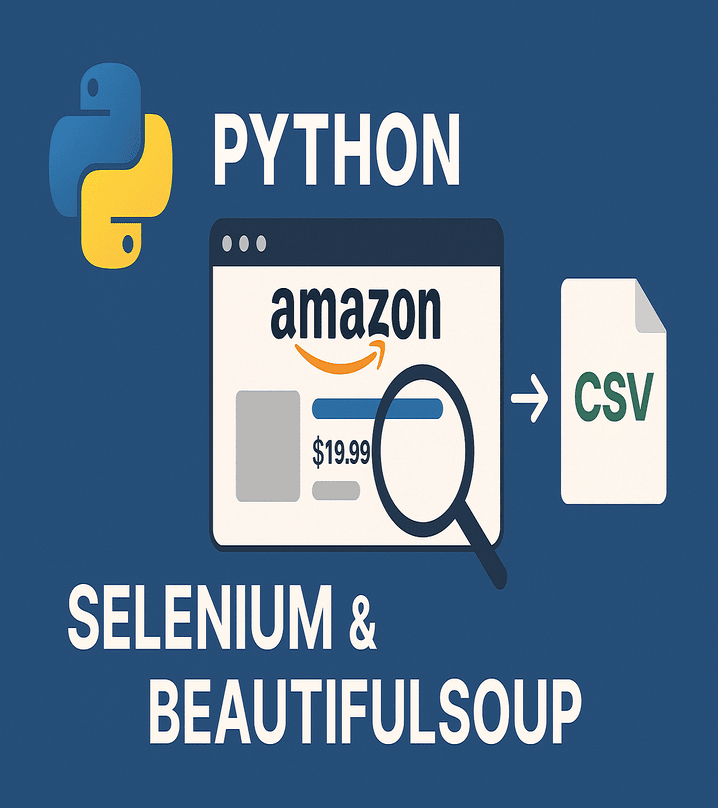 PYTHON
amazon
$19.99
CSV
SELENIUM &
BEAUTIFULSOUP